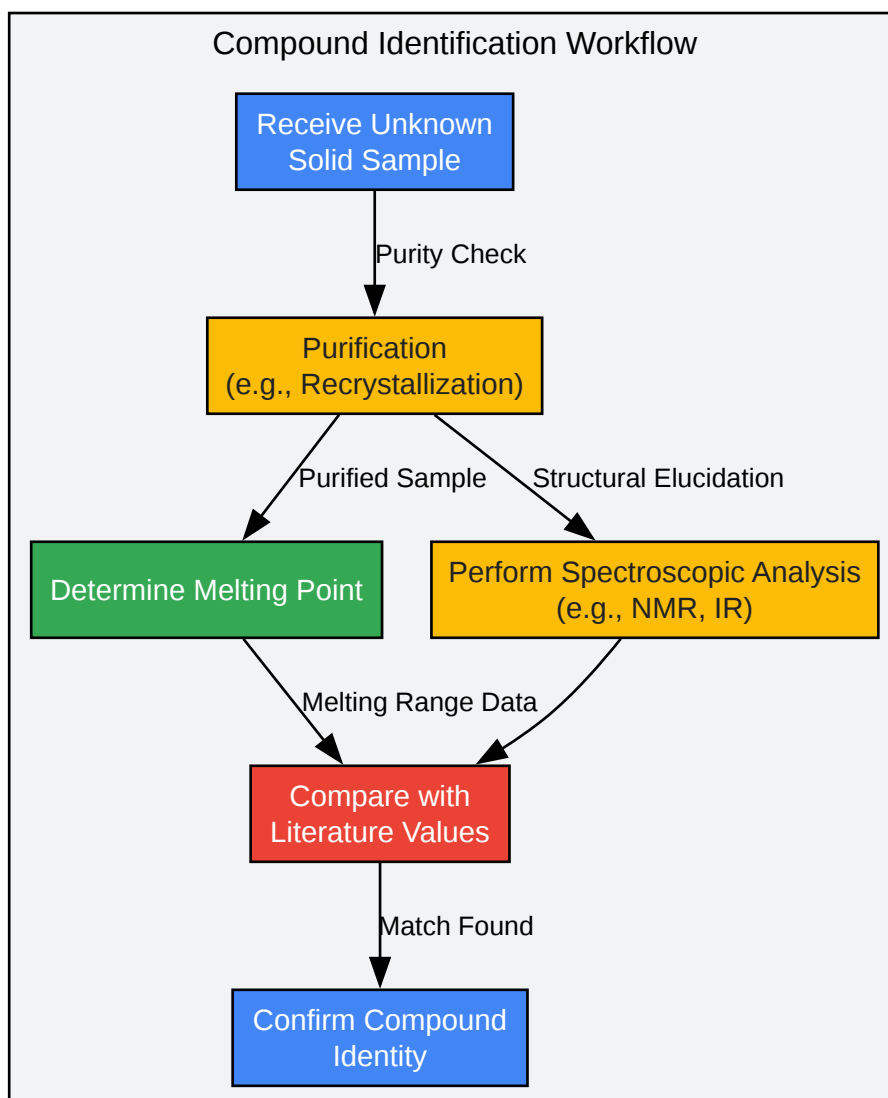 Compound Identification Workflow
Receive Unknown
Solid Sample
Purity Check
Purification
(e.g., Recrystallization)
Purified Sample
Structural Elucidation
Determine Melting Point
Perform Spectroscopic Analysis
(e.g., NMR, IR)
Melting Range Data
Compare with
Literature Values
Match Found
Confirm Compound
Identity